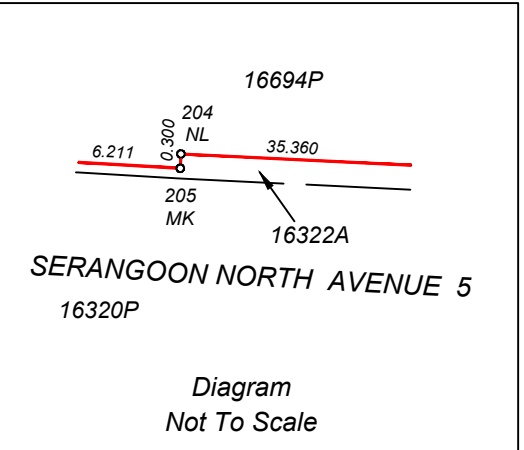 16694P
204
NL
6.211
0.300
35.360
205
MK
16322A
SERANGOON NORTH AVENUE 5
16320P
Diagram
Not To Scale